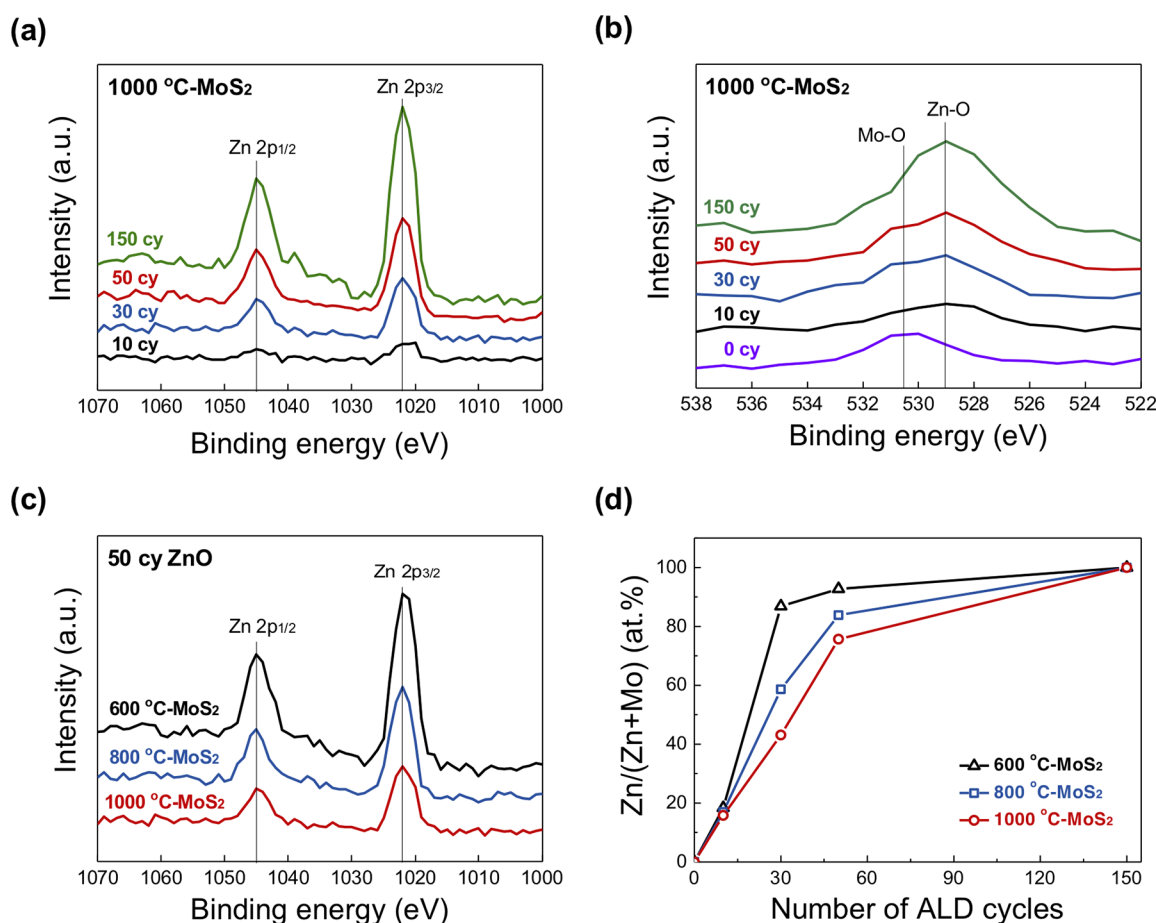 (a)
1000 °C-MoS₂
Zn 2p₃/₂
Zn 2p₁/₂
150 cy
50 cy
30 cy
10 cy
Intensity (a.u.)
1070 1060 1050 1040 1030 1020 1010 1000
Binding energy (eV)
(b)
1000 °C-MoS₂
Zn-O
Mo-O
150 cy
50 cy
30 cy
10 cy
0 cy
Intensity (a.u.)
538 536 534 532 530 528 526 524 522
Binding energy (eV)
(c)
50 cy ZnO
Zn 2p₃/₂
Zn 2p₁/₂
600 °C-MoS₂
800 °C-MoS₂
1000 °C-MoS₂
Intensity (a.u.)
1070 1060 1050 1040 1030 1020 1010 1000
Binding energy (eV)
(d)
100
80
60
40
20
0
Zn/(Zn+Mo) (at.%)
600 °C-MoS₂
800 °C-MoS₂
1000 °C-MoS₂
0 30 60 90 120 150
Number of ALD cycles